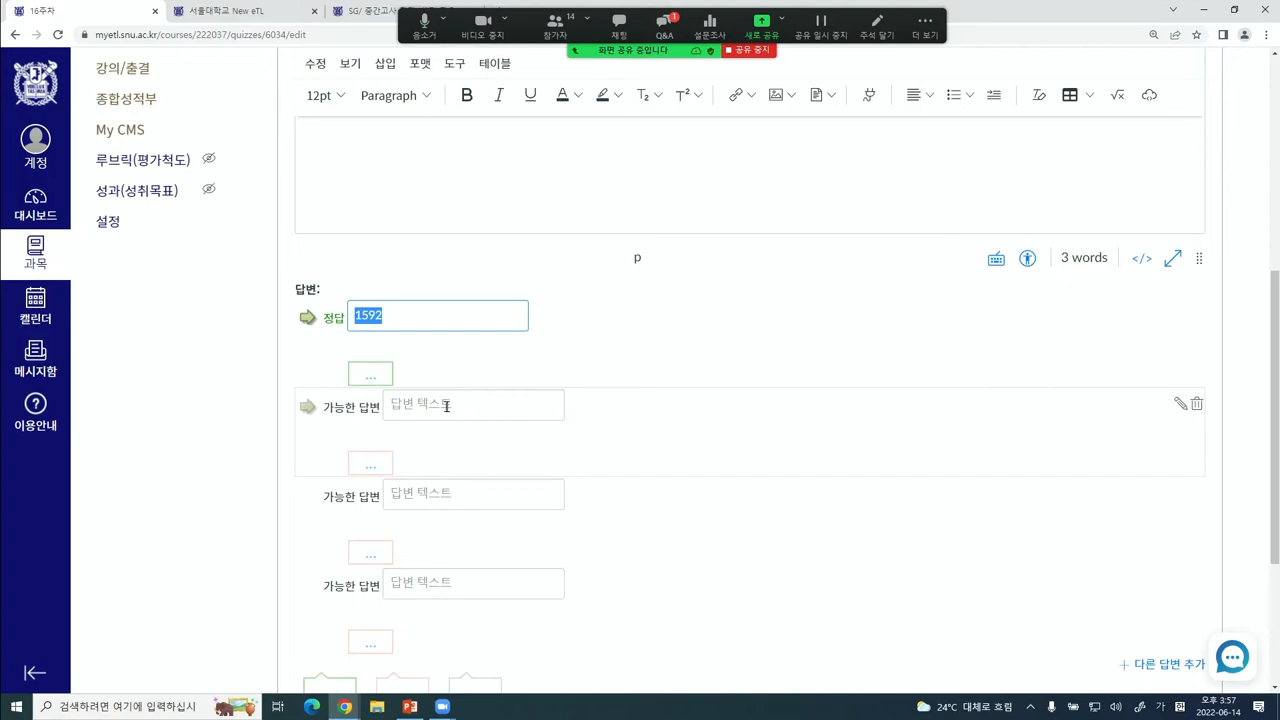 16주차
서울대학교 New eTL
SG/ 중간고사
음소거
비디오 중지
14
참가자
채팅
1
Q&A
설문조사
새로 공유
공유 일시 중지
주석 달기
더 보기
화면 공유 중입니다
공유 중지
myetl.snu.ac.kr/courses/222037/quizzes/6034/edit
강의/출결
종합성적부
My CMS
루브릭(평가척도)
성과(성취목표)
설정
계정
대시보드
과목
캘린더
메시지함
이용안내
수정 보기 삽입 포맷 도구 테이블
12pt Paragraph B I U A T₂ T²
p
3 words </>
답변:
정답 1592
...
가능한 답변 답변 텍스트
...
가능한 답변 답변 텍스트
...
가능한 답변 답변 텍스트
...
+ 다른 답변 추가
검색하려면 여기에 입력하십시
24°C 대체로 흐림
가
한
오후 3:57
2022-06-14